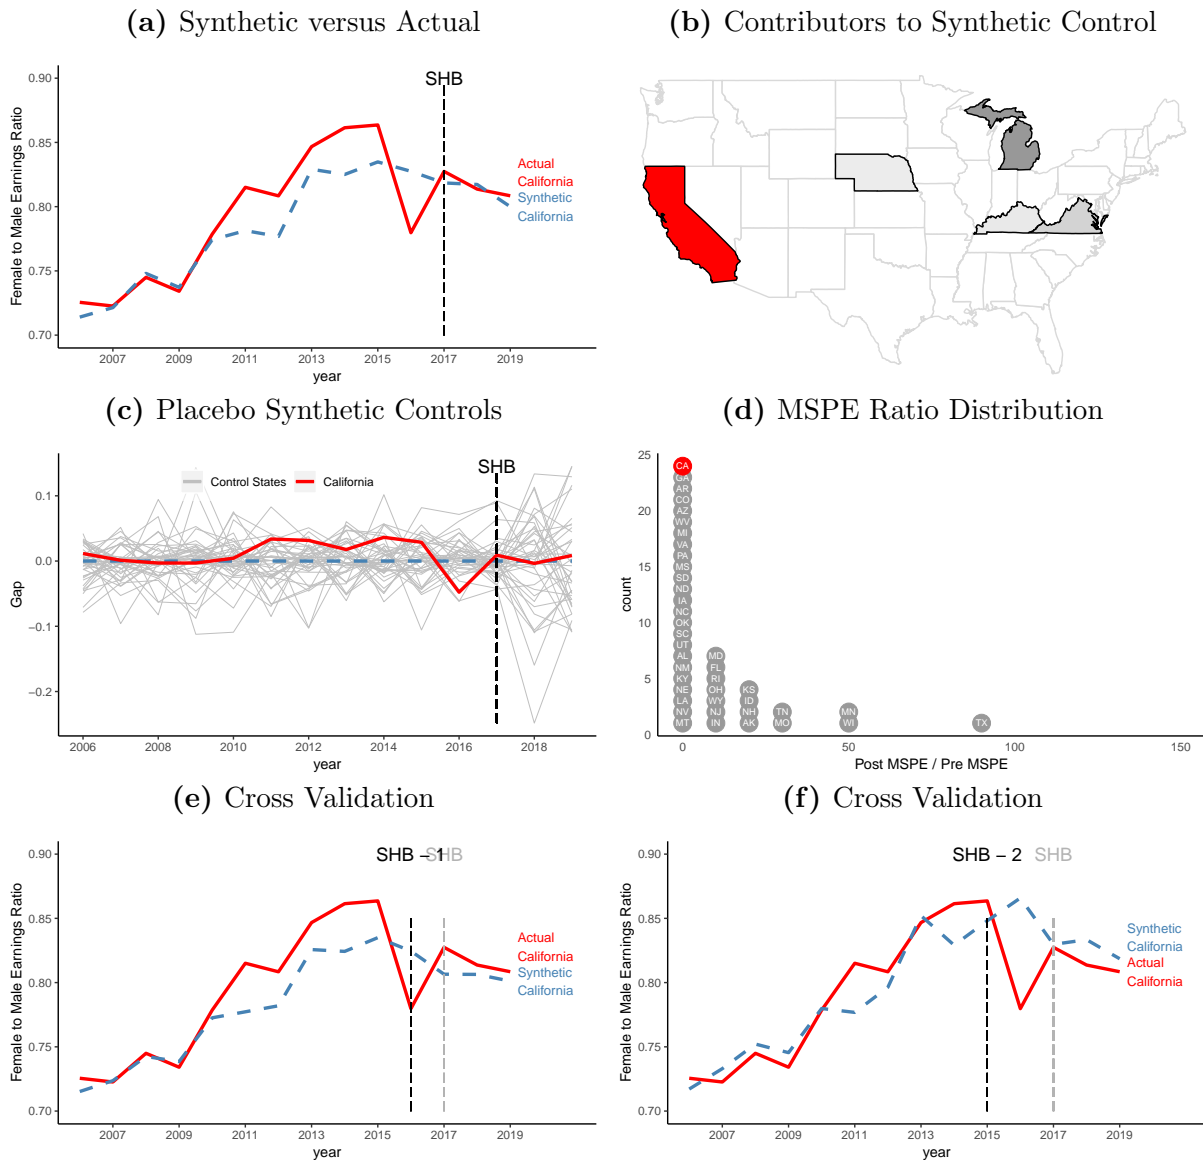 (a) Synthetic versus Actual
0.90
0.85
0.80
0.75
0.70
Female to Male Earnings Ratio
SHB
Actual
California
Synthetic
California
2007 2009 2011 2013 2015 2017 2019
year
(b) Contributors to Synthetic Control
(c) Placebo Synthetic Controls
0.1
0.0
−0.1
−0.2
Gap
Control States California
SHB
2006 2008 2010 2012 2014 2016 2018
year
(d) MSPE Ratio Distribution
25
20
15
10
5
0
count
CA
GA
AR
CO
AZ
WV
MI
VA
PA
MS
SD
ND
IA
NC
OK
SC
UT
AL MD
NM FL
KY RI
NE OH KS
LA WY ID
NV NJ NH TN MN
MT IN AK MO WI TX
0 50 100 150
Post MSPE / Pre MSPE
(e) Cross Validation
0.90
0.85
0.80
0.75
0.70
Female to Male Earnings Ratio
SHB − 1 SHB
Actual
California
Synthetic
California
2007 2009 2011 2013 2015 2017 2019
year
(f) Cross Validation
0.90
0.85
0.80
0.75
0.70
Female to Male Earnings Ratio
SHB − 2 SHB
Synthetic
California
Actual
California
2007 2009 2011 2013 2015 2017 2019
year